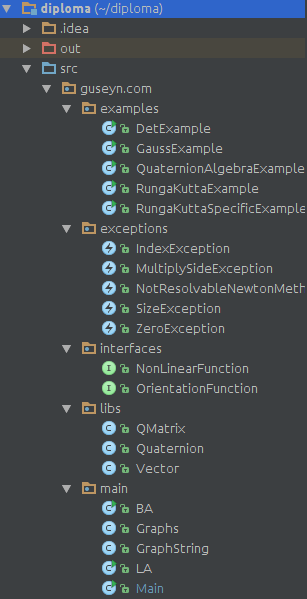 diploma (~/diploma)
.idea
out
src
guseyn.com
examples
DetExample
GaussExample
QuaternionAlgebraExample
RungaKuttaExample
RungaKuttaSpecificExample
exceptions
IndexException
MultiplySideException
NotResolvableNewtonMeth
SizeException
ZeroException
interfaces
NonLinearFunction
OrientationFunction
libs
QMatrix
Quaternion
Vector
main
BA
Graphs
GraphString
LA
Main